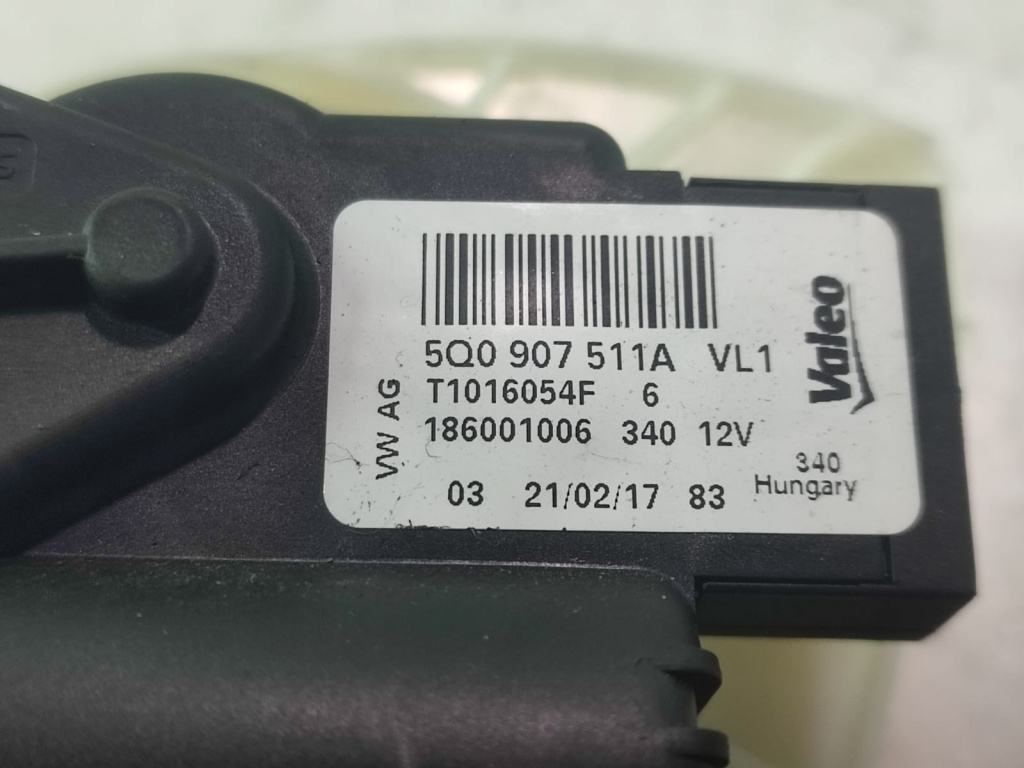 5Q0 907 511A VL1
T1016054F 6
186001006 340 12V
03 21/02/17 83
VW AG
Valeo
340
Hungary